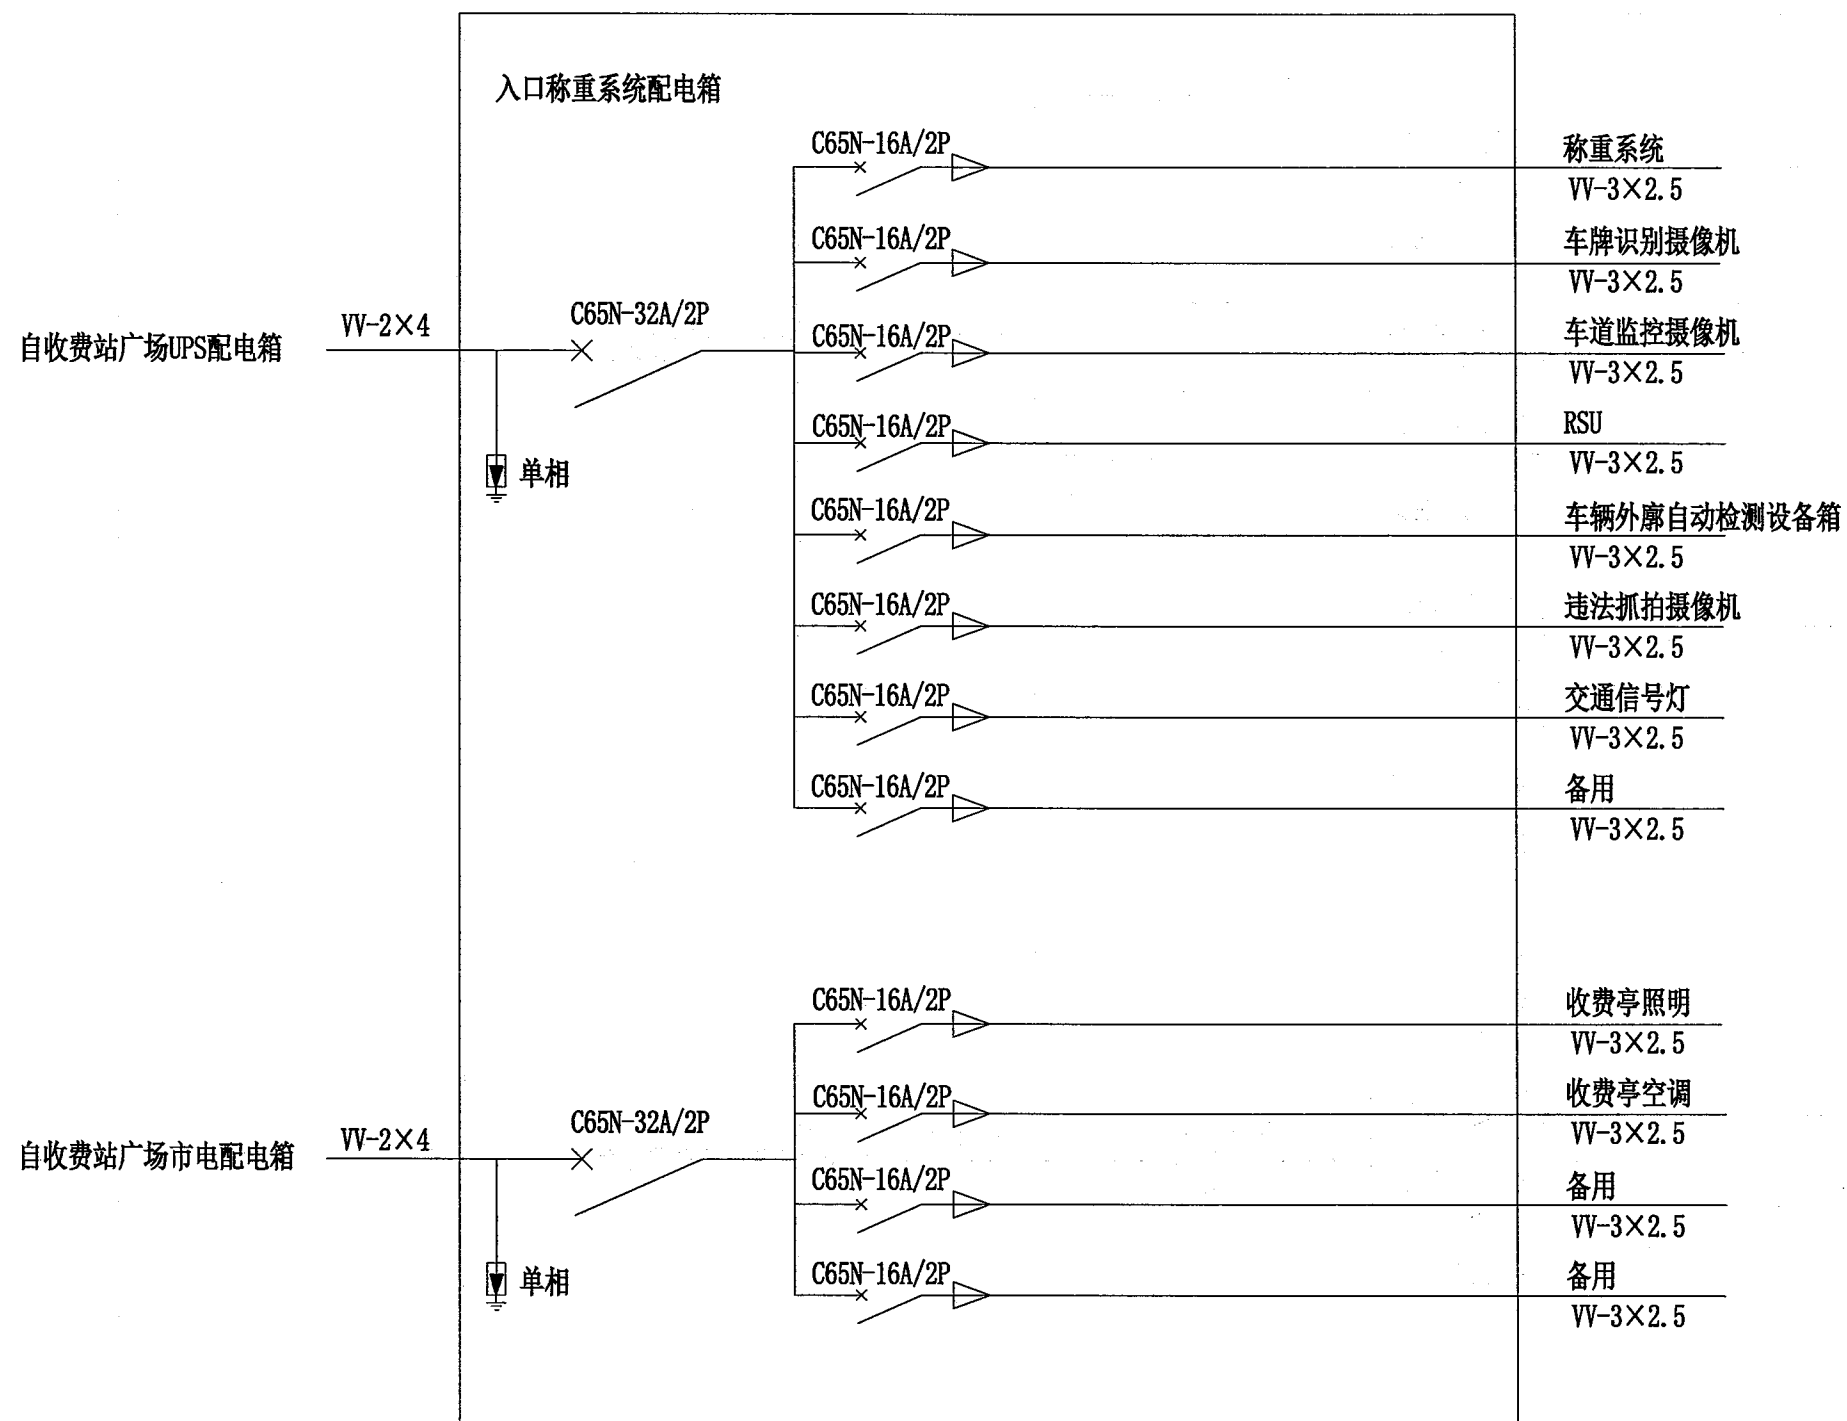 入口称重系统配电箱
C65N-16A/2P
称重系统
VV-3×2.5
C65N-16A/2P
车牌识别摄像机
VV-3×2.5
自收费站广场UPS配电箱
VV-2×4
C65N-32A/2P
单相
C65N-16A/2P
车道监控摄像机
VV-3×2.5
C65N-16A/2P
RSU
VV-3×2.5
C65N-16A/2P
车辆外廓自动检测设备箱
VV-3×2.5
C65N-16A/2P
违法抓拍摄像机
VV-3×2.5
C65N-16A/2P
交通信号灯
VV-3×2.5
C65N-16A/2P
备用
VV-3×2.5
C65N-16A/2P
收费亭照明
VV-3×2.5
C65N-16A/2P
收费亭空调
VV-3×2.5
自收费站广场市电配电箱
VV-2×4
C65N-32A/2P
单相
C65N-16A/2P
备用
VV-3×2.5
C65N-16A/2P
备用
VV-3×2.5